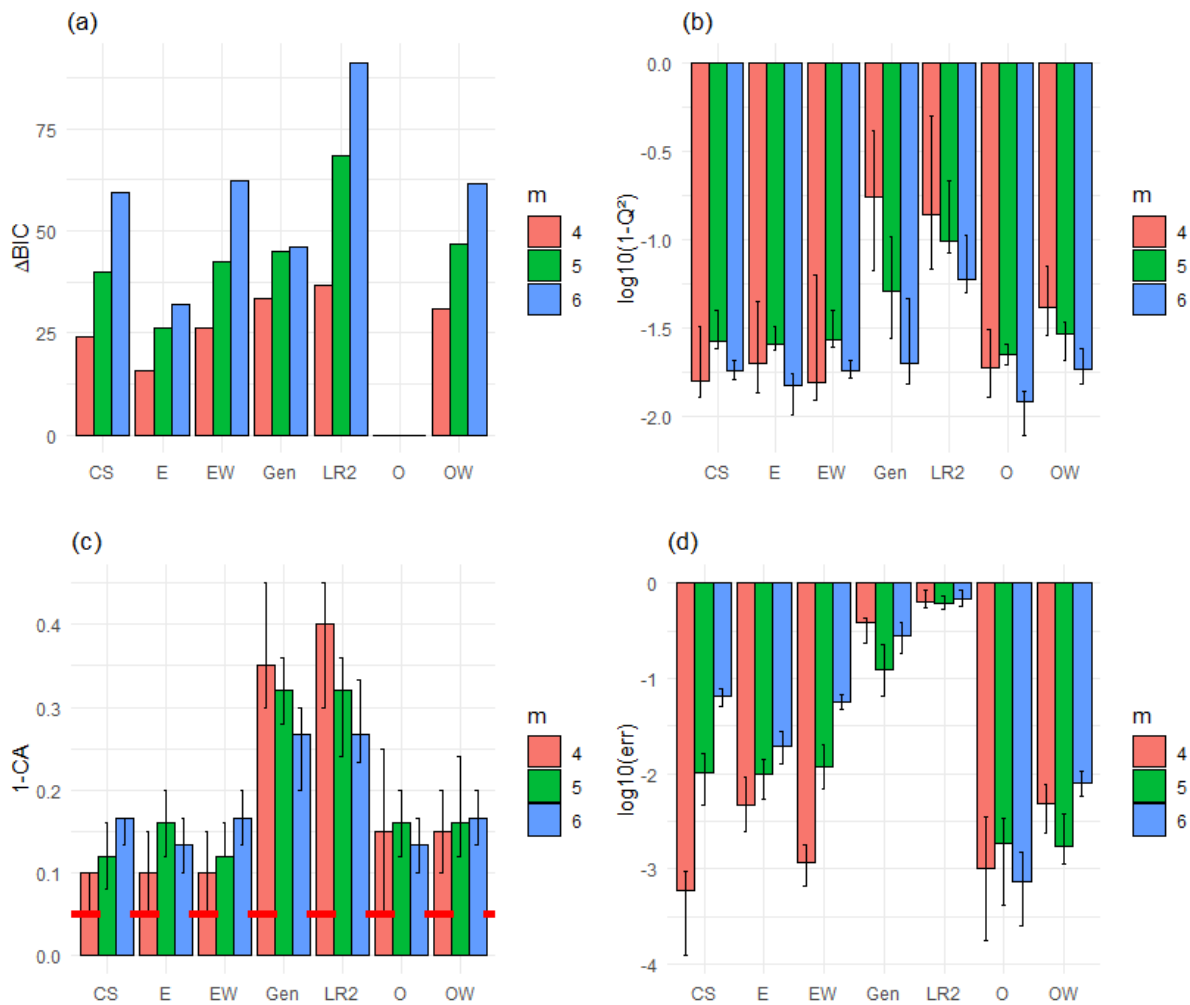 (a)
ΔBIC
75
50
25
0
CS E EW Gen LR2 O OW
m
4
5
6
(b)
log10(1-Q²)
0.0
-0.5
-1.0
-1.5
-2.0
CS E EW Gen LR2 O OW
m
4
5
6
(c)
1-CA
0.4
0.3
0.2
0.1
0.0
CS E EW Gen LR2 O OW
m
4
5
6
(d)
log10(err)
0
-1
-2
-3
-4
CS E EW Gen LR2 O OW
m
4
5
6